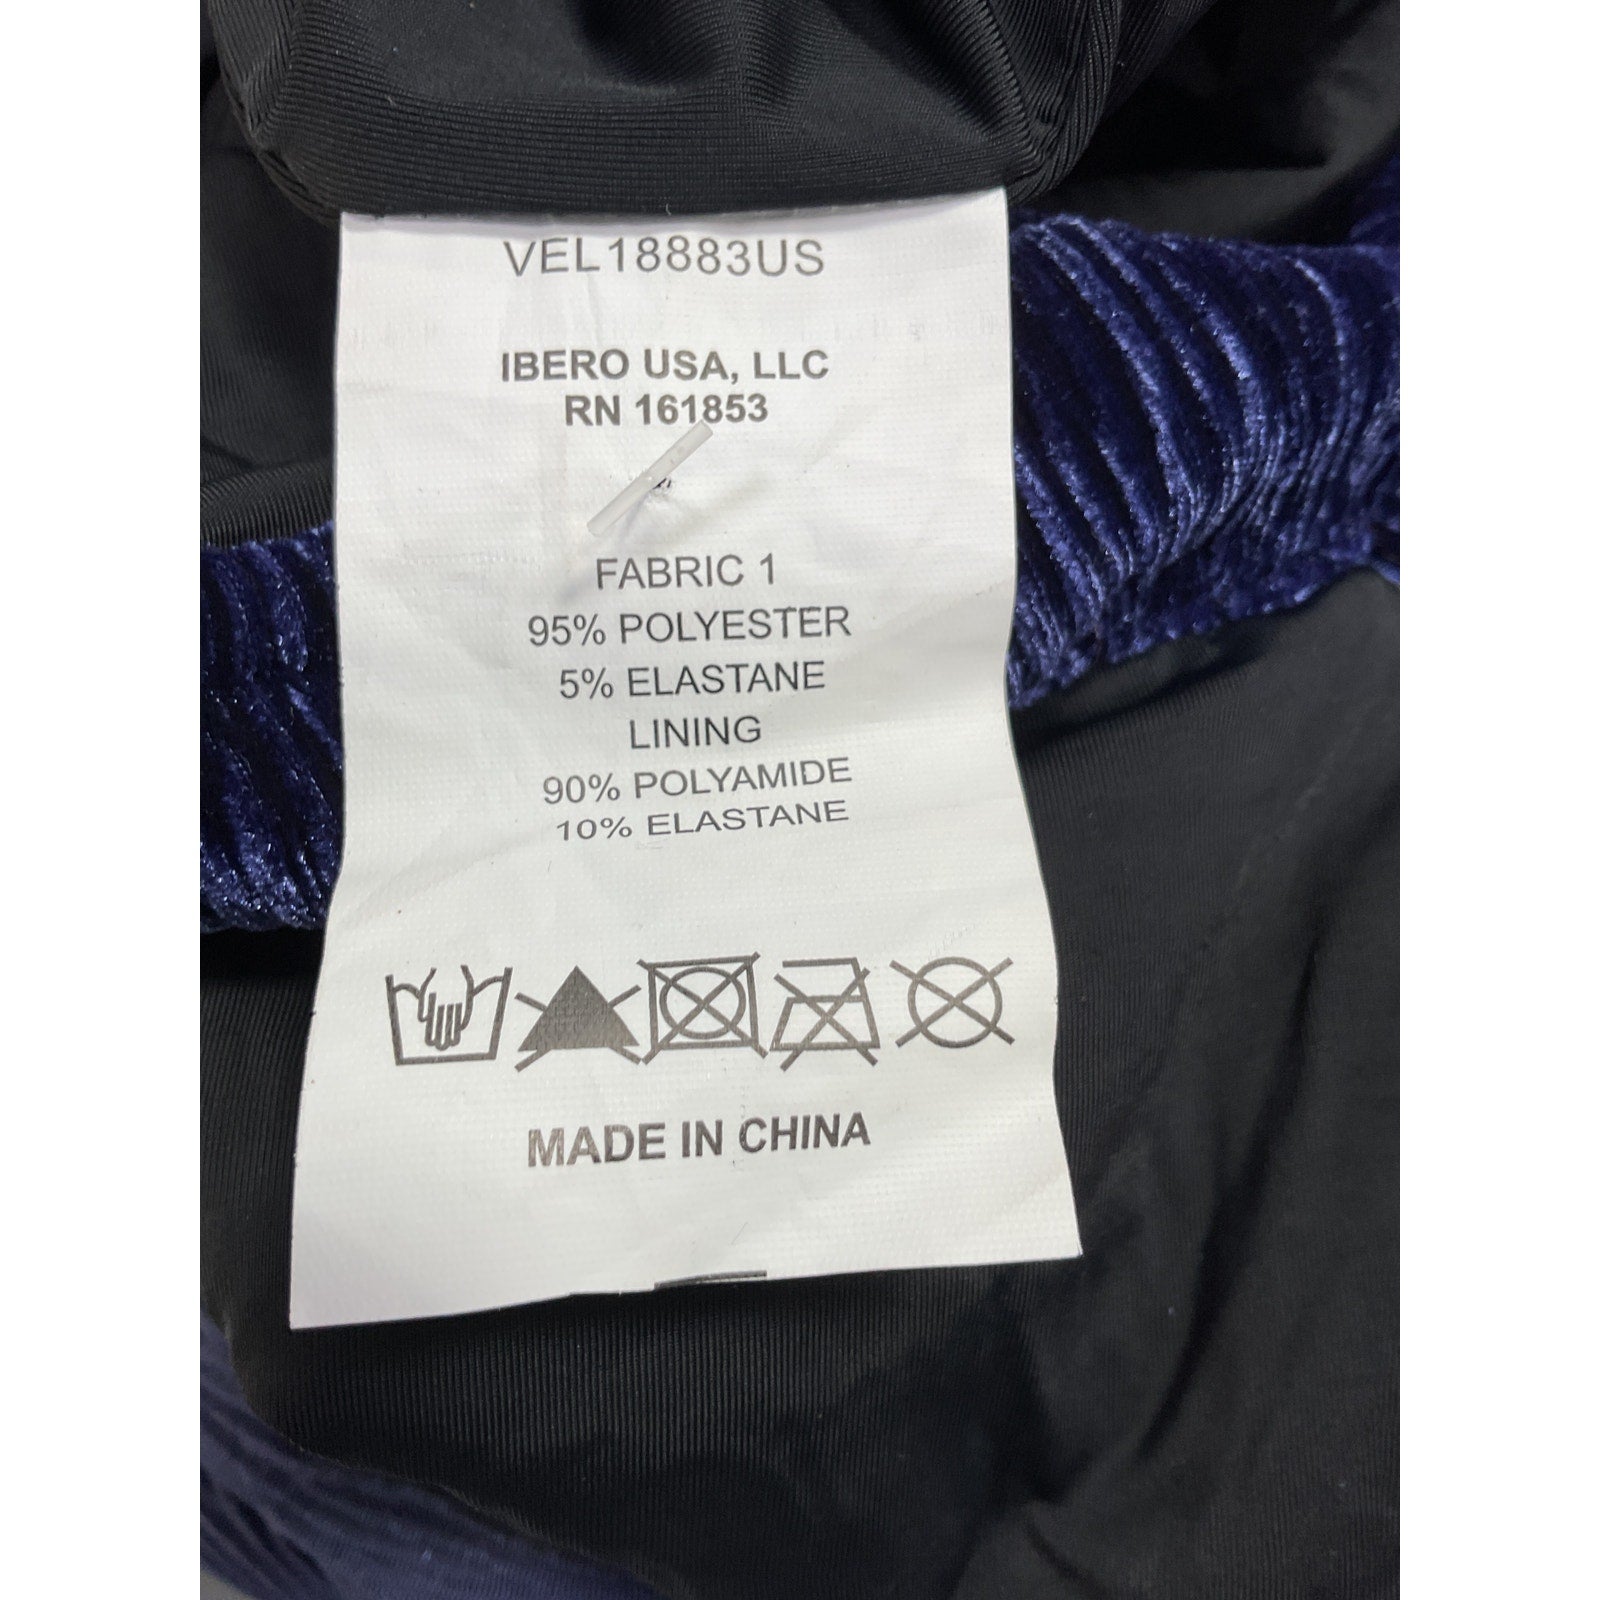 VEL18883US
IBERO USA, LLC
RN 161853
FABRIC 1
95% POLYESTER
5% ELASTANE
LINING
90% POLYAMIDE
10% ELASTANE
MADE IN CHINA